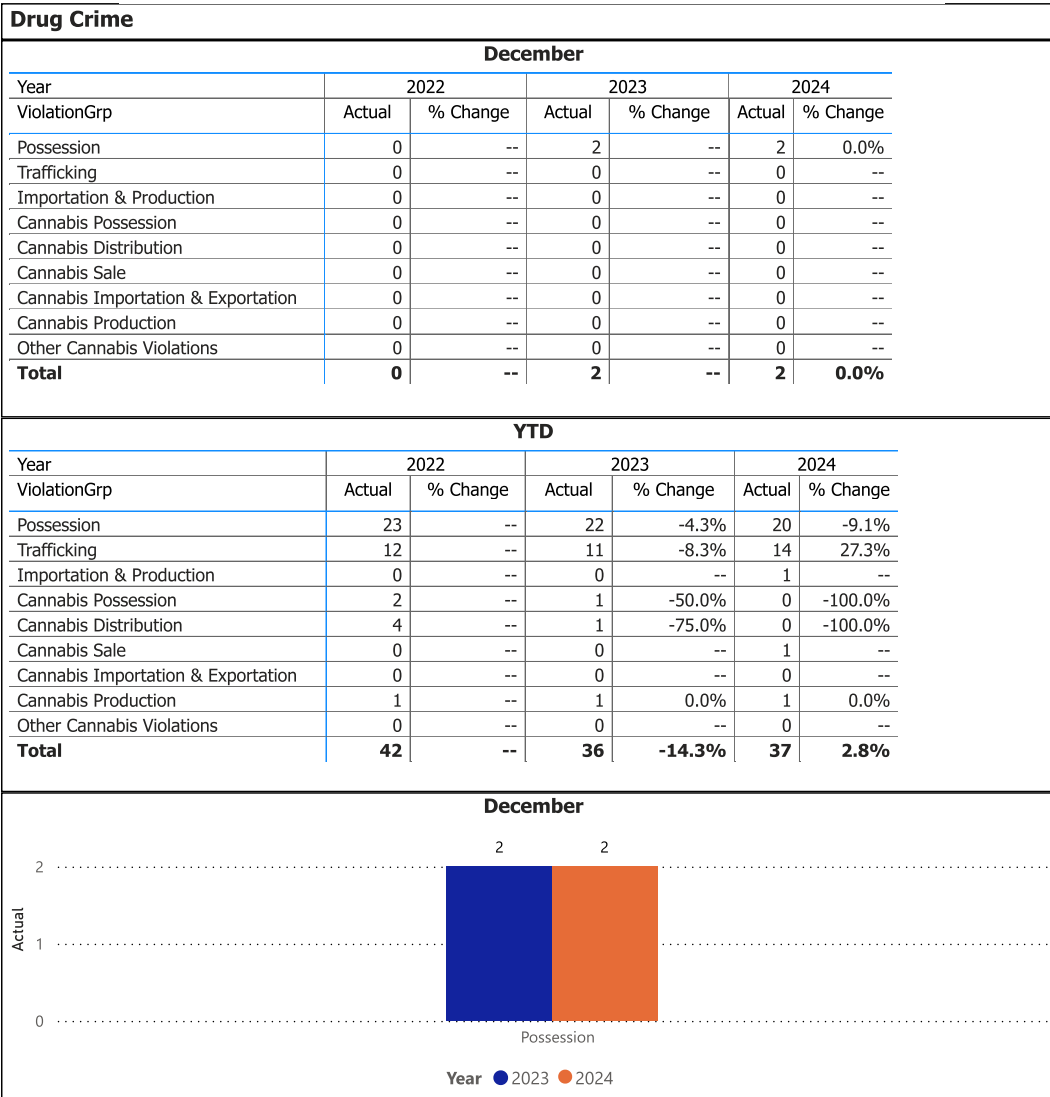 Drug Crime
December
Year 2022 2023 2024
ViolationGrp Actual % Change Actual % Change Actual % Change
Possession 0 -- 2 -- 2 0.0%
Trafficking 0 -- 0 -- 0 --
Importation & Production 0 -- 0 -- 0 --
Cannabis Possession 0 -- 0 -- 0 --
Cannabis Distribution 0 -- 0 -- 0 --
Cannabis Sale 0 -- 0 -- 0 --
Cannabis Importation & Exportation 0 -- 0 -- 0 --
Cannabis Production 0 -- 0 -- 0 --
Other Cannabis Violations 0 -- 0 -- 0 --
Total 0 -- 2 -- 2 0.0%
YTD
Year 2022 2023 2024
ViolationGrp Actual % Change Actual % Change Actual % Change
Possession 23 -- 22 -4.3% 20 -9.1%
Trafficking 12 -- 11 -8.3% 14 27.3%
Importation & Production 0 -- 0 -- 1 --
Cannabis Possession 2 -- 1 -50.0% 0 -100.0%
Cannabis Distribution 4 -- 1 -75.0% 0 -100.0%
Cannabis Sale 0 -- 0 -- 1 --
Cannabis Importation & Exportation 0 -- 0 -- 0 --
Cannabis Production 1 -- 1 0.0% 1 0.0%
Other Cannabis Violations 0 -- 0 -- 0 --
Total 42 -- 36 -14.3% 37 2.8%
December
2 2
2
Actual
1
0
Possession
Year 2023 2024